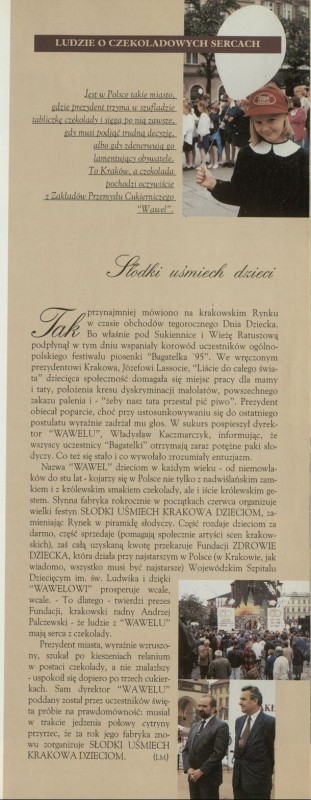 LUDZIE O CZEKOLADOWYCH SERCACH
Jest w Polsce takie miasto,
gdzie prezydent trzyma w szufladzie
tabliczkę czekolady i sięga po nią zawsze,
gdy musi podjąć trudną decyzję,
albo gdy zdenerwują go
lamentujący obywatele.
To Kraków, a czekolada
pochodzi oczywiście
z Zakładów Przemysłu Cukierniczego
"Wawel".
Słodki uśmiech dzieci
Tak przynajmniej mówiono na krakowskim Rynku
w czasie obchodów tegorocznego Dnia Dziecka.
Bo właśnie pod Sukiennice i Wieżę Ratuszową
podpłynął w tym dniu wspaniały korowód uczestników ogólno-
polskiego festiwalu piosenki "Bagatelka '95". We wręczonym
prezydentowi Krakowa, Józefowi Lassocie, "Liście do całego świa-
ta" dziecięca społeczność domagała się miejsc pracy dla mamy
i taty, położenia kresu dyskryminacji małolatów, powszechnego
zakazu palenia i - "żeby nasz tata przestał pić piwo". Prezydent
obiecał poparcie, choć przy ustosunkowywaniu się do ostatniego
postulatu wyraźnie zadrżał mu głos. W sukurs pospieszył dyrek-
tor "WAWELU", Władysław Kaczmarczyk, informując, że
wszyscy uczestnicy "Bagatelki" otrzymają zaraz potężne paki sło-
dyczy. Co też się stało i co wywołało zrozumiały entuzjazm.
Nazwa "WAWEL" dzieciom w każdym wieku - od niemowla-
ków do stu lat - kojarzy się w Polsce nie tylko z nadwiślańskim zam-
kiem i z królewskim smakiem czekolady, ale i iście królewskim ge-
stem. Słynna fabryka rokrocznie w początkach czerwca organizuje
wielki festyn SŁODKI UŚMIECH KRAKOWA DZIECIOM, za-
mieniając Rynek w piramidę słodyczy. Część rozdaje dzieciom za
darmo, część sprzedaje (pomagają społecznie artyści scen krakow-
skich), zaś całą uzyskaną kwotę przekazuje Fundacji ZDROWIE
DZIECKA, która działa przy najstarszym w Polsce (w Krakowie, jak
wiadomo, wszystko musi być najstarsze) Wojewódzkim Szpitalu
Dziecięcym im. św. Ludwika i dzięki
"WAWELOWI" prosperuje wcale,
wcale. - To dlatego - twierdzi prezes
Fundacji, krakowski radny Andrzej
Palczewski - że ludzie z "WAWELU"
mają serca z czekolady.
Prezydent miasta, wyraźnie wzruszo-
ny, szukał po kieszeniach relanium
w postaci czekolady, a nie znalazłszy
- uspokoił się dopiero po trzech cukier-
kach. Sam dyrektor "WAWELU"
poddany został przez uczestników świę-
ta próbie na prawdomówność: musiał
w trakcie jedzenia połowy cytryny
przyrzec, że za rok jego fabryka zno-
wu zorganizuje SŁODKI UŚMIECH
KRAKOWA DZIECIOM. (LM)